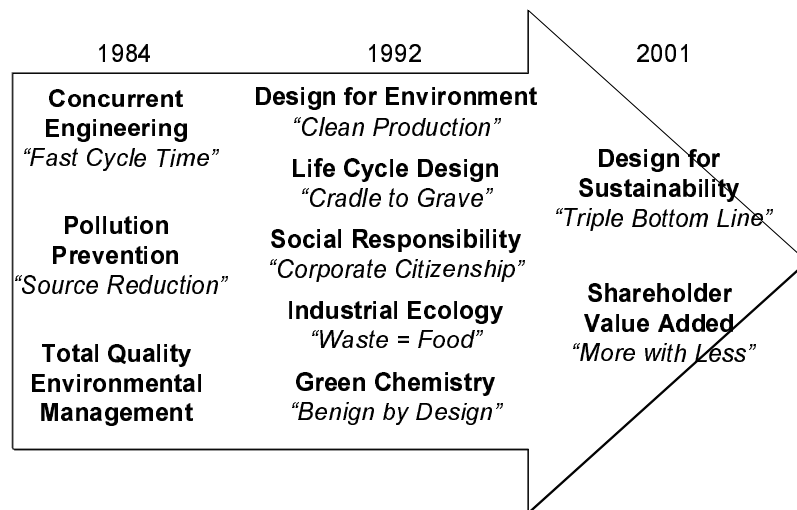 1984
Concurrent
Engineering
“Fast Cycle Time”
Pollution
Prevention
“Source Reduction”
Total Quality
Environmental
Management
1992
Design for Environment
“Clean Production”
Life Cycle Design
“Cradle to Grave”
Social Responsibility
“Corporate Citizenship”
Industrial Ecology
“Waste = Food”
Green Chemistry
“Benign by Design”
2001
Design for
Sustainability
“Triple Bottom Line”
Shareholder
Value Added
“More with Less”